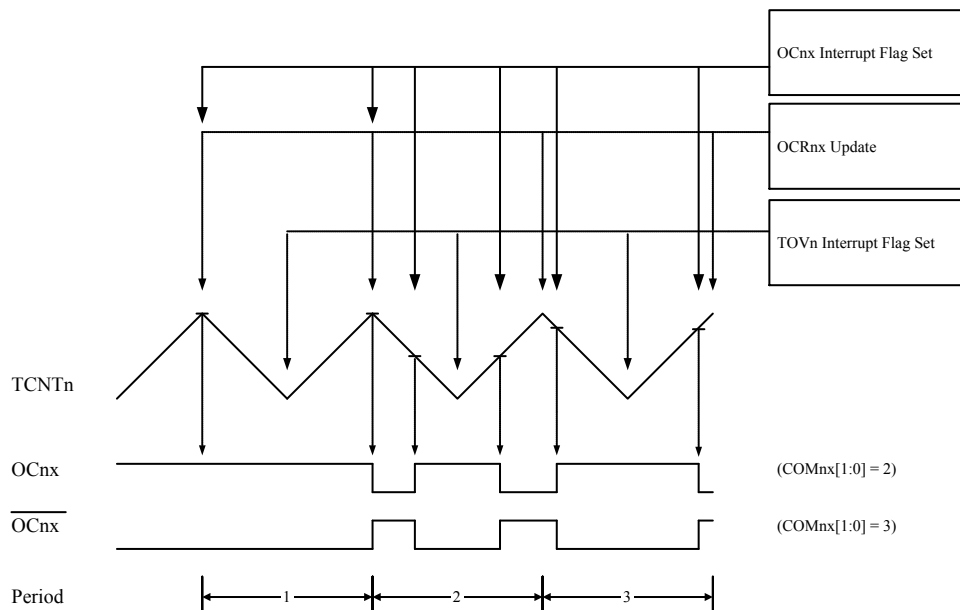 OCnx Interrupt Flag Set
OCRnx Update
TOVn Interrupt Flag Set
TCNTn
OCnx (COMnx[1:0] = 2)
OCnx (COMnx[1:0] = 3)
Period 1 2 3